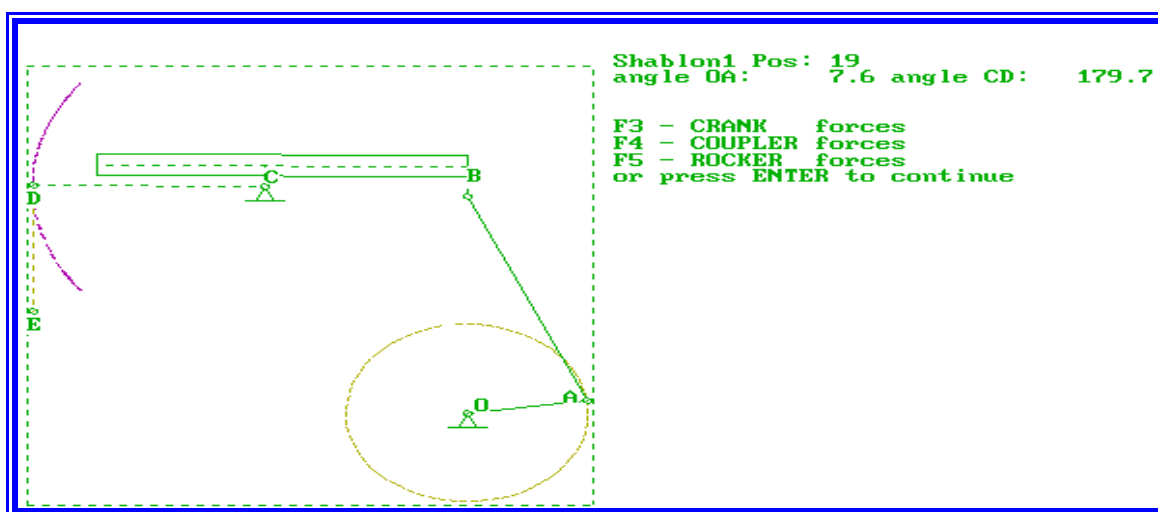 Shablon1 Pos: 19
angle OA: 7.6 angle CD: 179.7
F3 - CRANK forces
F4 - COUPLER forces
F5 - ROCKER forces
or press ENTER to continue
C
B
D
E
O
A